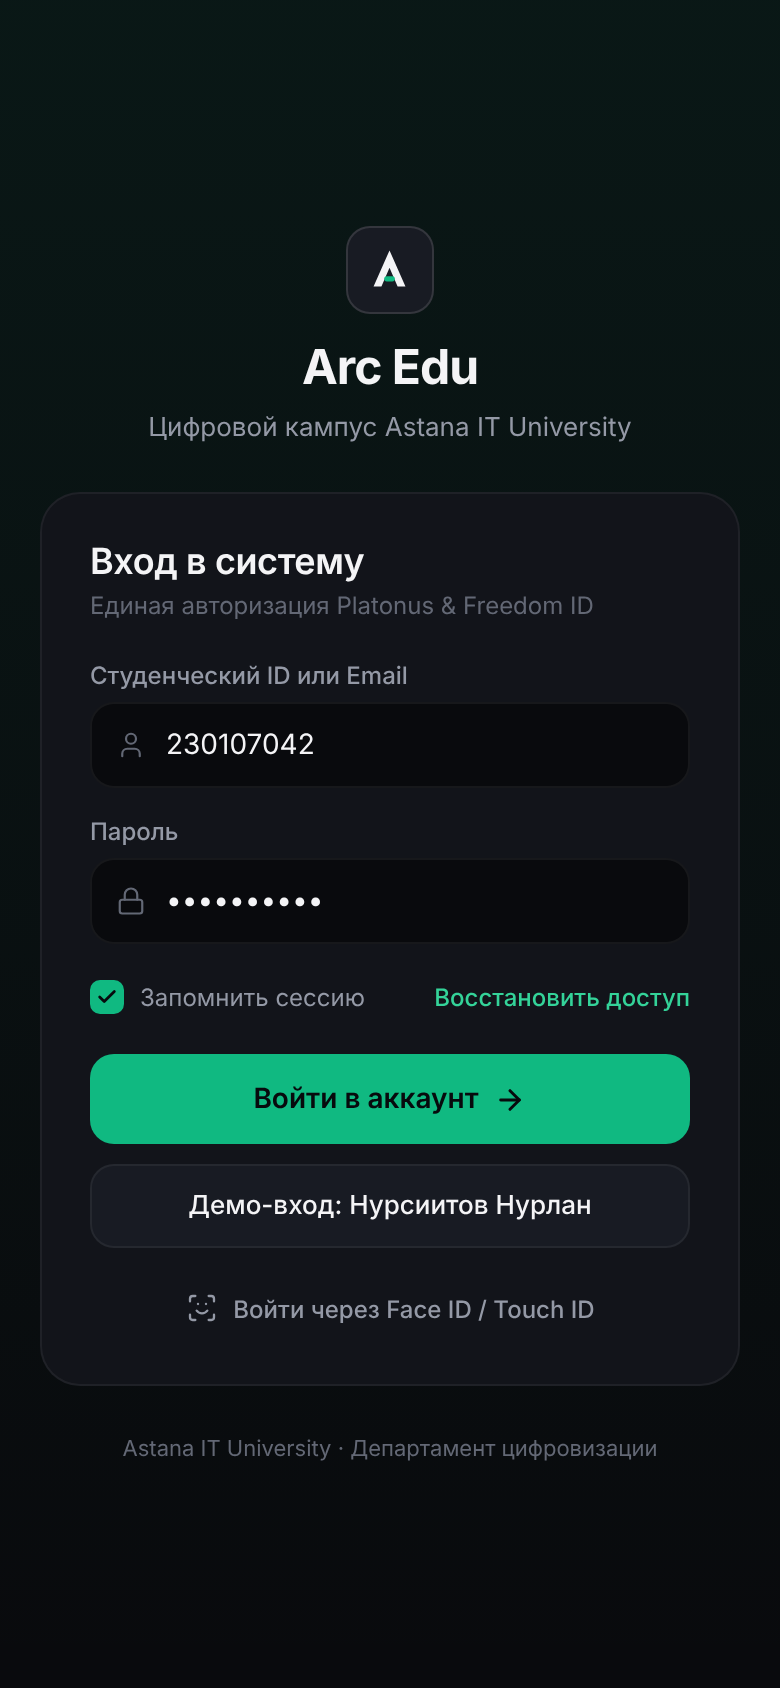 Arc Edu
Цифровой кампус Astana IT University
Вход в систему
Единая авторизация Platonus & Freedom ID
Студенческий ID или Email
230107042
Пароль
••••••••••
Запомнить сессию
Восстановить доступ
Войти в аккаунт →
Демо-вход: Нурсиитов Нурлан
Войти через Face ID / Touch ID
Astana IT University · Департамент цифровизации